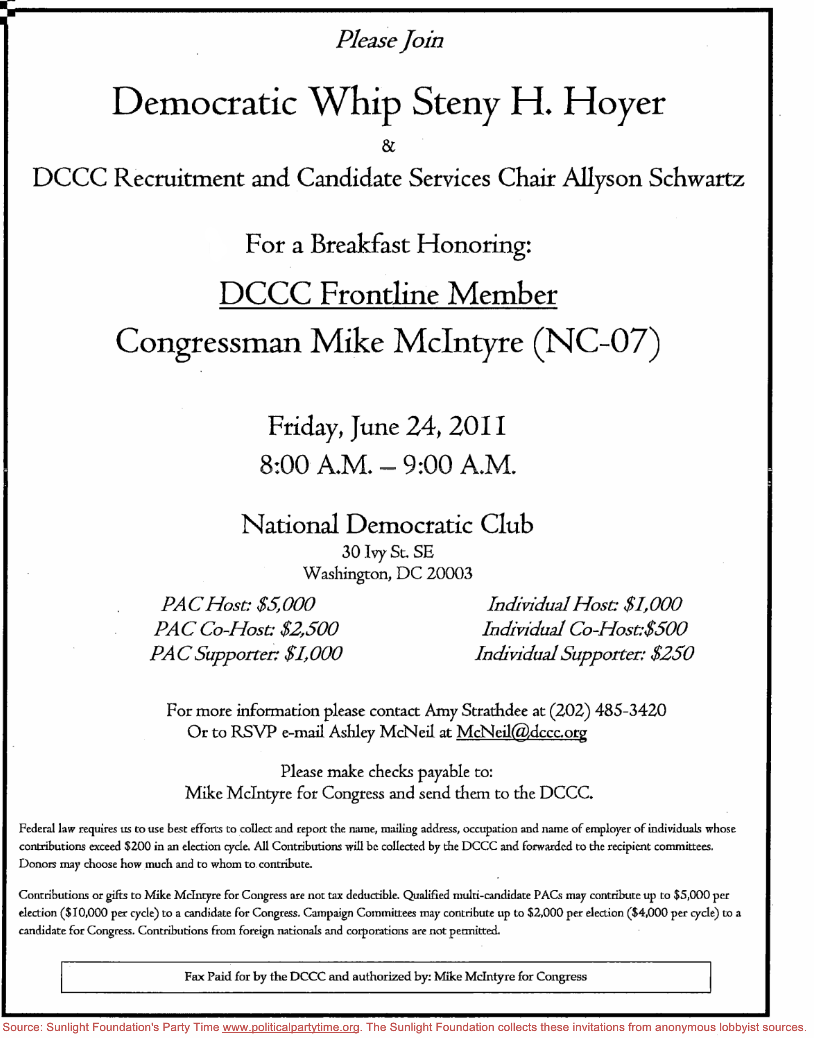 Please Join
Democratic Whip Steny H. Hoyer
&
DCCC Recruitment and Candidate Services Chair Allyson Schwartz
For a Breakfast Honoring:
DCCC Frontline Member
Congressman Mike McIntyre (NC-07)
Friday, June 24, 2011
8:00 A.M. – 9:00 A.M.
National Democratic Club
30 Ivy St. SE
Washington, DC 20003
PAC Host: $5,000 Individual Host: $1,000
PAC Co-Host: $2,500 Individual Co-Host:$500
PAC Supporter: $1,000 Individual Supporter: $250
For more information please contact Amy Strathdee at (202) 485-3420
Or to RSVP e-mail Ashley McNeil at McNeil@dccc.org
Please make checks payable to:
Mike McIntyre for Congress and send them to the DCCC.
Federal law requires us to use best efforts to collect and report the name, mailing address, occupation and name of employer of individuals whose
contributions exceed $200 in an election cycle. All Contributions will be collected by the DCCC and forwarded to the recipient committees.
Donors may choose how much and to whom to contribute.
Contributions or gifts to Mike McIntyre for Congress are not tax deductible. Qualified multi-candidate PACs may contribute up to $5,000 per
election ($10,000 per cycle) to a candidate for Congress. Campaign Committees may contribute up to $2,000 per election ($4,000 per cycle) to a
candidate for Congress. Contributions from foreign nationals and corporations are not permitted.
Fax Paid for by the DCCC and authorized by: Mike McIntyre for Congress
Source: Sunlight Foundation's Party Time www.politicalpartytime.org. The Sunlight Foundation collects these invitations from anonymous lobbyist sources.